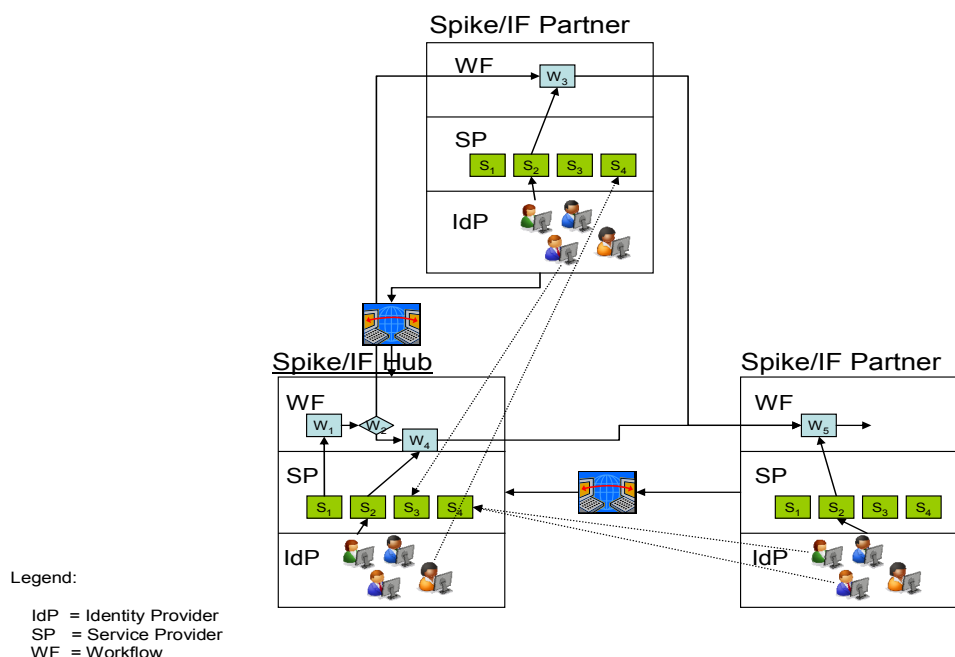 Spike/IF Partner
WF
W3
SP
S1 S2 S3 S4
IdP
Spike/IF Hub
WF
W1
W2
W4
SP
S1 S2 S3 S4
IdP
Spike/IF Partner
WF
W5
SP
S1 S2 S3 S4
IdP
Legend:
IdP = Identity Provider
SP = Service Provider
WF = Workflow